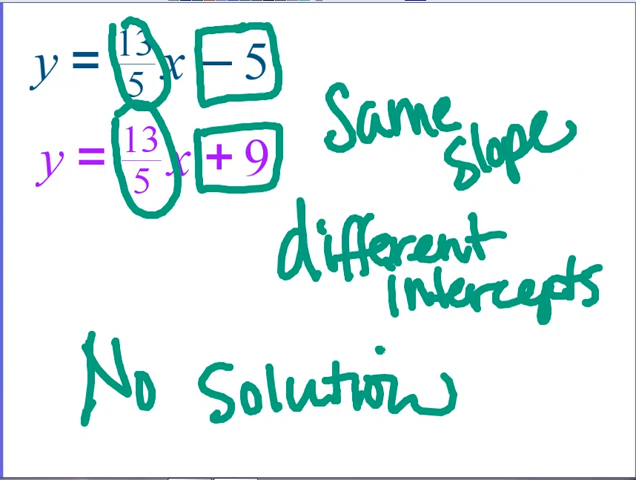 y = 13/5 x − 5
y = 13/5 x + 9
Same
slope
different
intercepts
No Solution